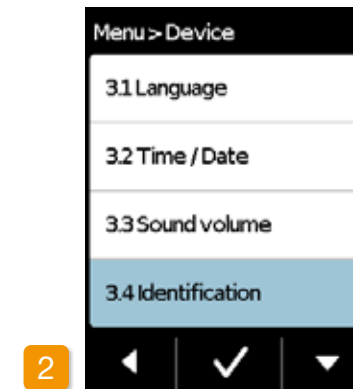 Menu > Device
3.1 Language
3.2 Time / Date
3.3 Sound volume
3.4 Identification
2